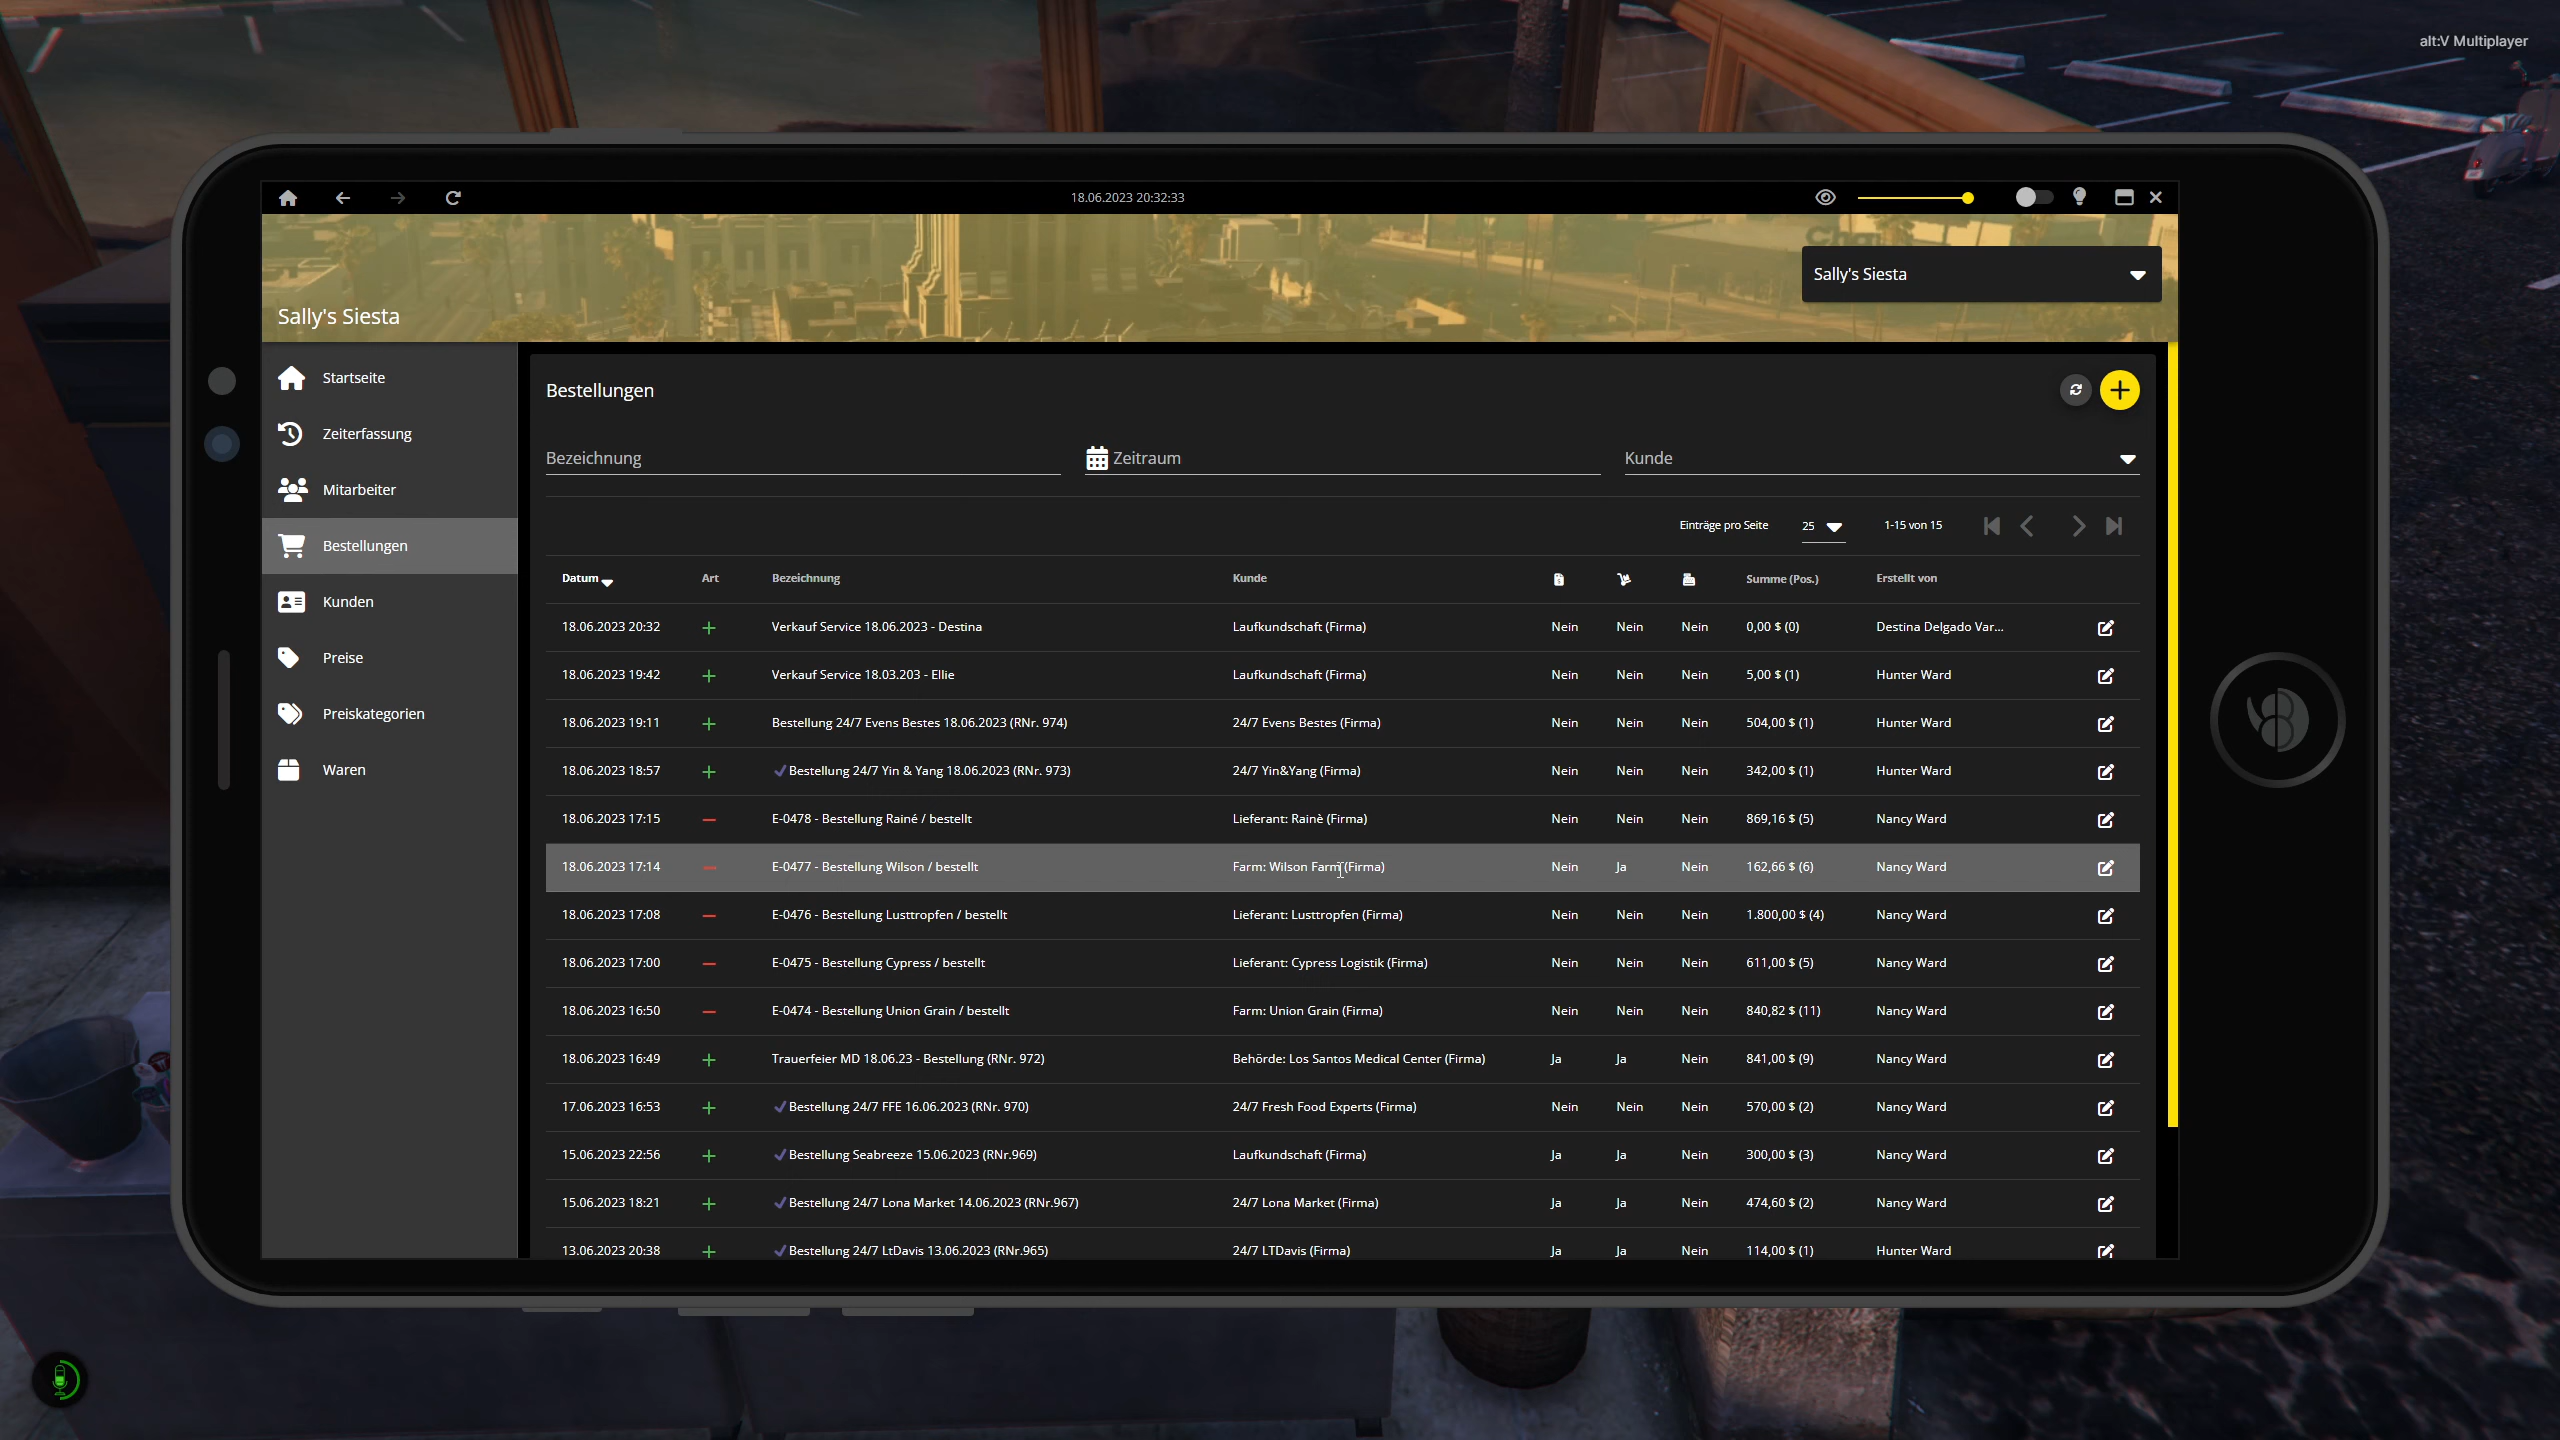 alt:V Multiplayer
18.06.2023 20:32:33
Sally's Siesta
Sally's Siesta
Startseite
Zeiterfassung
Mitarbeiter
Bestellungen
Kunden
Preise
Preiskategorien
Waren
Bestellungen
Bezeichnung Zeitraum Kunde
Einträge pro Seite 25 1-15 von 15
Datum Art Bezeichnung Kunde Summe (Pos.) Erstellt von
18.06.2023 20:32 Verkauf Service 18.06.2023 - Destina Laufkundschaft (Firma) Nein Nein Nein 0,00 $ (0) Destina Delgado Var...
18.06.2023 19:42 Verkauf Service 18.03.203 - Ellie Laufkundschaft (Firma) Nein Nein Nein 5,00 $ (1) Hunter Ward
18.06.2023 19:11 Bestellung 24/7 Evens Bestes 18.06.2023 (RNr. 974) 24/7 Evens Bestes (Firma) Nein Nein Nein 504,00 $ (1) Hunter Ward
18.06.2023 18:57 Bestellung 24/7 Yin & Yang 18.06.2023 (RNr. 973) 24/7 Yin&Yang (Firma) Nein Nein Nein 342,00 $ (1) Hunter Ward
18.06.2023 17:15 E-0478 - Bestellung Rainé / bestellt Lieferant: Rainè (Firma) Nein Nein Nein 869,16 $ (5) Nancy Ward
18.06.2023 17:14 E-0477 - Bestellung Wilson / bestellt Farm: Wilson Farm (Firma) Nein Ja Nein 162,66 $ (6) Nancy Ward
18.06.2023 17:08 E-0476 - Bestellung Lusttropfen / bestellt Lieferant: Lusttropfen (Firma) Nein Nein Nein 1.800,00 $ (4) Nancy Ward
18.06.2023 17:00 E-0475 - Bestellung Cypress / bestellt Lieferant: Cypress Logistik (Firma) Nein Nein Nein 611,00 $ (5) Nancy Ward
18.06.2023 16:50 E-0474 - Bestellung Union Grain / bestellt Farm: Union Grain (Firma) Nein Nein Nein 840,82 $ (11) Nancy Ward
18.06.2023 16:49 Trauerfeier MD 18.06.23 - Bestellung (RNr. 972) Behörde: Los Santos Medical Center (Firma) Ja Ja Nein 841,00 $ (9) Nancy Ward
17.06.2023 16:53 Bestellung 24/7 FFE 16.06.2023 (RNr. 970) 24/7 Fresh Food Experts (Firma) Nein Nein Nein 570,00 $ (2) Nancy Ward
15.06.2023 22:56 Bestellung Seabreeze 15.06.2023 (RNr.969) Laufkundschaft (Firma) Ja Ja Nein 300,00 $ (3) Nancy Ward
15.06.2023 18:21 Bestellung 24/7 Lona Market 14.06.2023 (RNr.967) 24/7 Lona Market (Firma) Ja Ja Nein 474,60 $ (2) Nancy Ward
13.06.2023 20:38 Bestellung 24/7 LtDavis 13.06.2023 (RNr.965) 24/7 LTDavis (Firma) Ja Ja Nein 114,00 $ (1) Hunter Ward